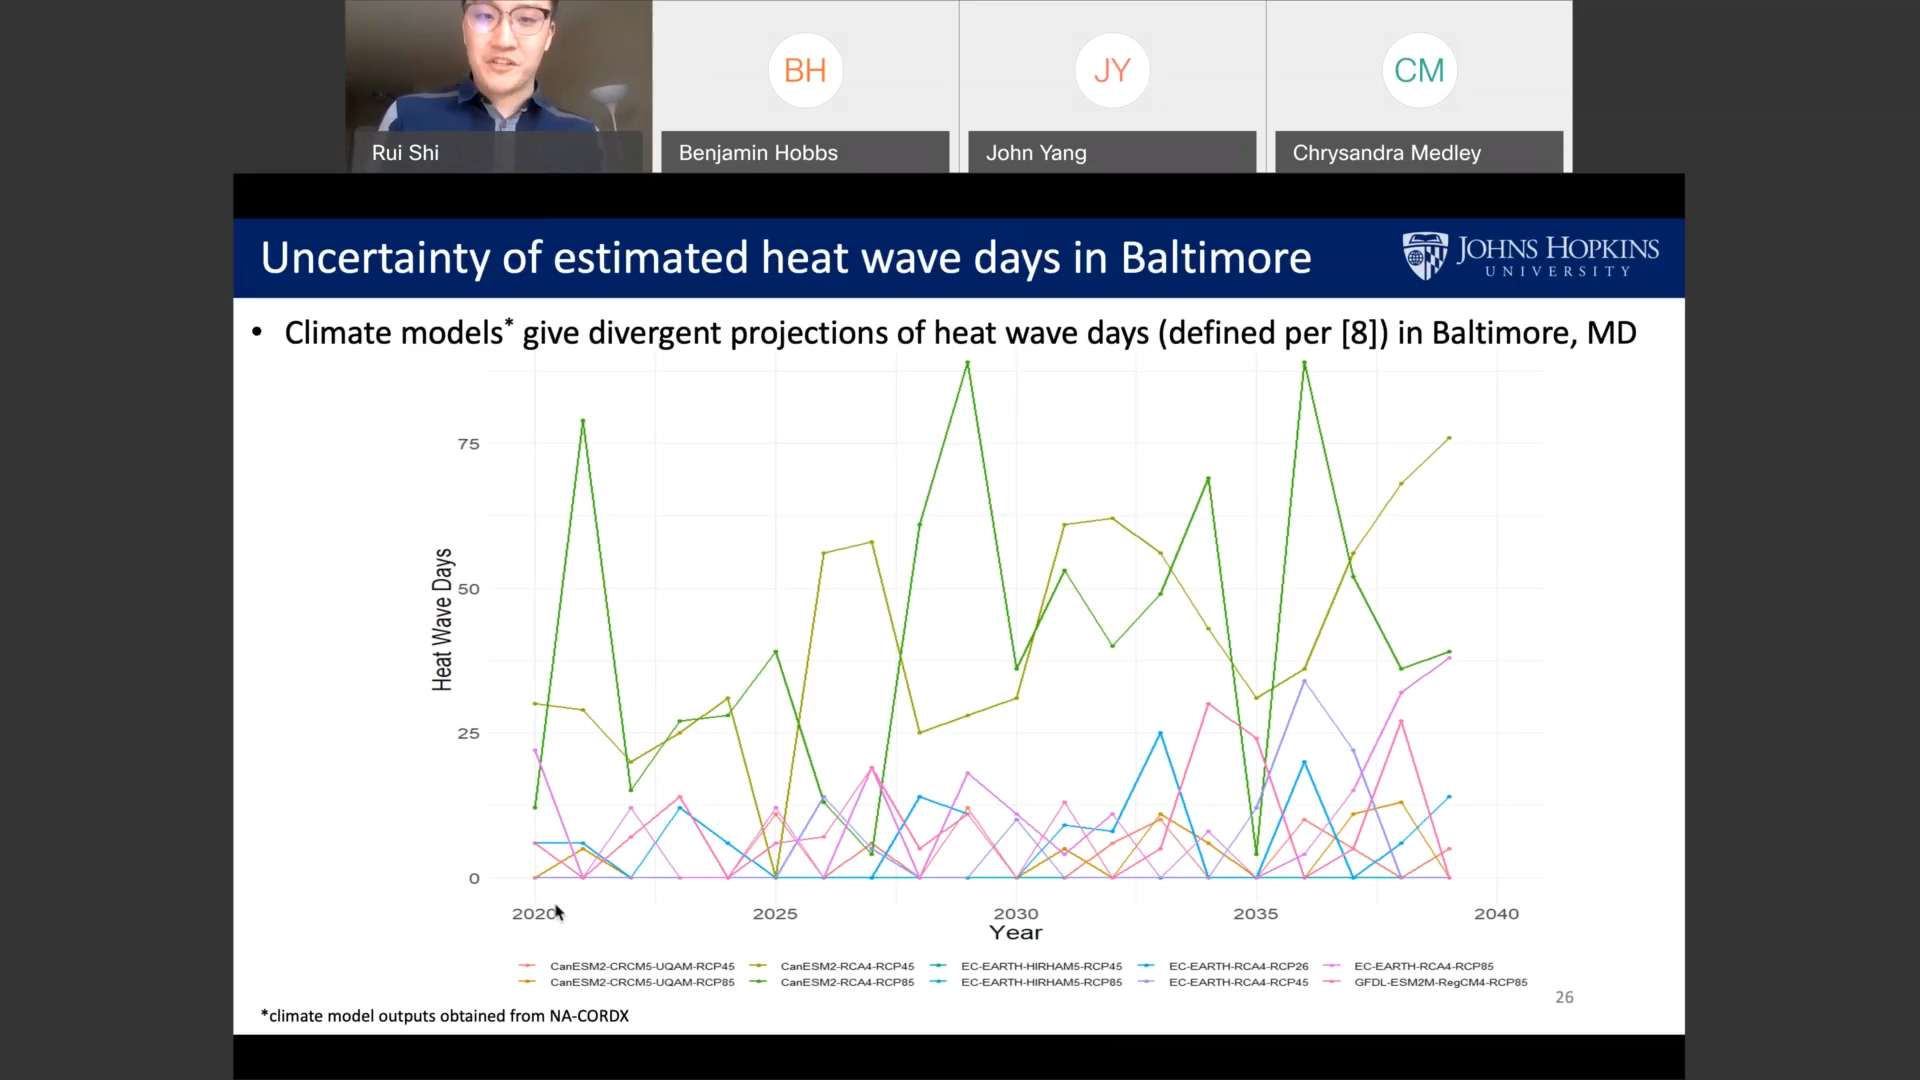 BH
JY
CM
Rui Shi
Benjamin Hobbs
John Yang
Chrysandra Medley
Uncertainty of estimated heat wave days in Baltimore
JOHNS HOPKINS
UNIVERSITY
• Climate models* give divergent projections of heat wave days (defined per [8]) in Baltimore, MD
75
50
25
0
Heat Wave Days
2020
2025
2030
2035
2040
Year
CanESM2-CRCM5-UQAM-RCP45
CanESM2-RCA4-RCP45
EC-EARTH-HIRHAM5-RCP45
EC-EARTH-RCA4-RCP26
EC-EARTH-RCA4-RCP85
CanESM2-CRCM5-UQAM-RCP85
CanESM2-RCA4-RCP85
EC-EARTH-HIRHAM5-RCP85
EC-EARTH-RCA4-RCP45
GFDL-ESM2M-RegCM4-RCP85
26
*climate model outputs obtained from NA-CORDX